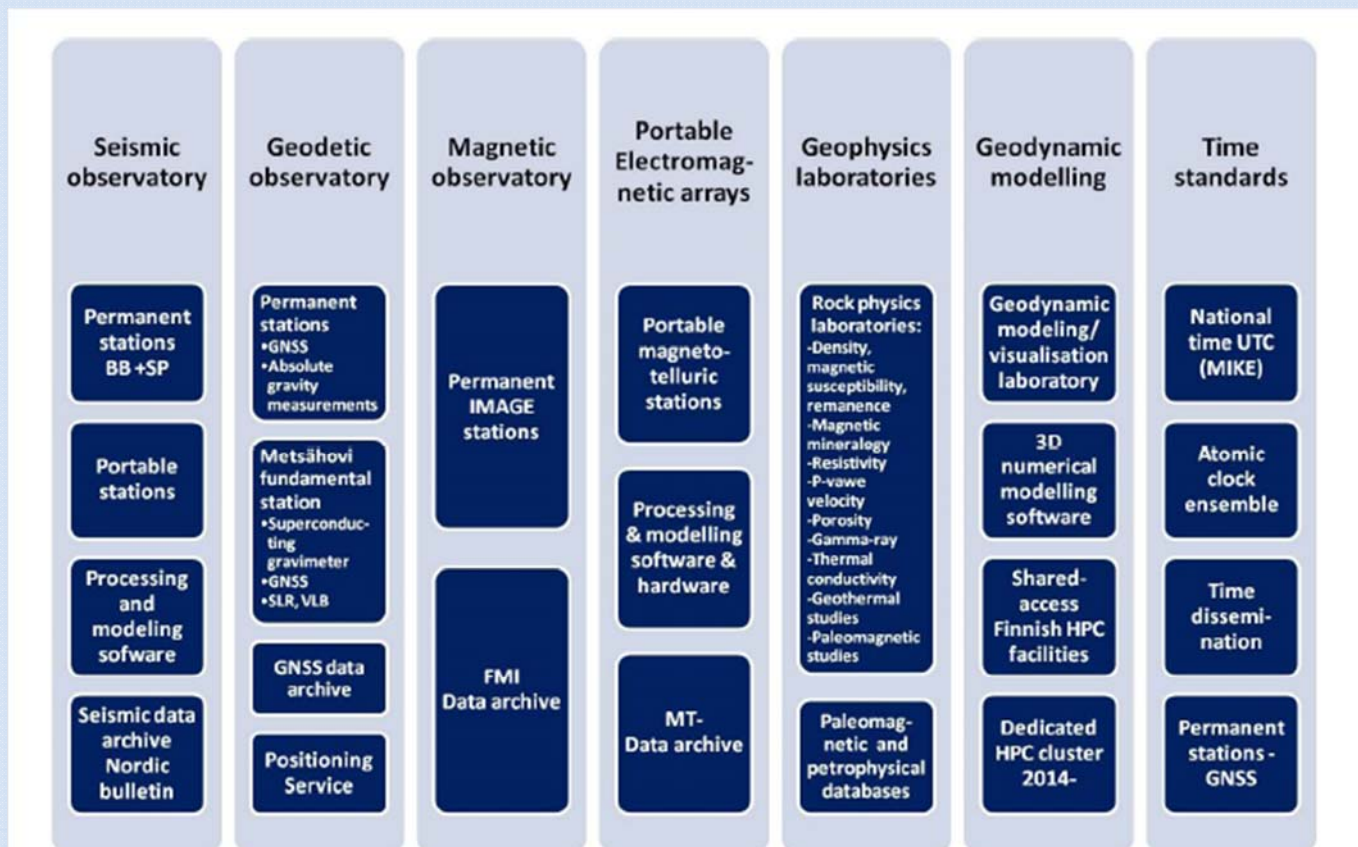 Seismic
observatory
Permanent
stations
BB +SP
Portable
stations
Processing
and
modeling
sofware
Seismic data
archive
Nordic
bulletin
Geodetic
observatory
Permanent
stations
•GNSS
•Absolute
gravity
measurements
Metsähovi
fundamental
station
•Superconduc-
ting
gravimeter
•GNSS
•SLR, VLB
GNSS data
archive
Positioning
Service
Magnetic
observatory
Permanent
IMAGE
stations
FMI
Data archive
Portable
Electromag-
netic arrays
Portable
magneto-
telluric
stations
Processing
& modelling
software &
hardware
MT-
Data archive
Geophysics
laboratories
Rock physics
laboratories:
-Density,
magnetic
susceptibility,
remanence
-Magnetic
mineralogy
-Resistivity
-P-vawe
velocity
-Porosity
-Gamma-ray
-Thermal
conductivity
-Geothermal
studies
-Paleomagnetic
studies
Paleomag-
netic and
petrophysical
databases
Geodynamic
modelling
Geodynamic
modeling/
visualisation
laboratory
3D
numerical
modelling
software
Shared-
access
Finnish HPC
facilities
Dedicated
HPC cluster
2014-
Time
standards
National
time UTC
(MIKE)
Atomic
clock
ensemble
Time
dissemi-
nation
Permanent
stations -
GNSS